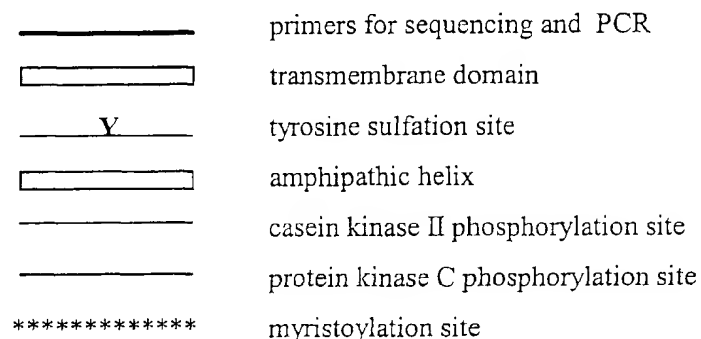 primers for sequencing and PCR
transmembrane domain
Y tyrosine sulfation site
amphipathic helix
casein kinase II phosphorylation site
protein kinase C phosphorylation site
************* myristoylation site